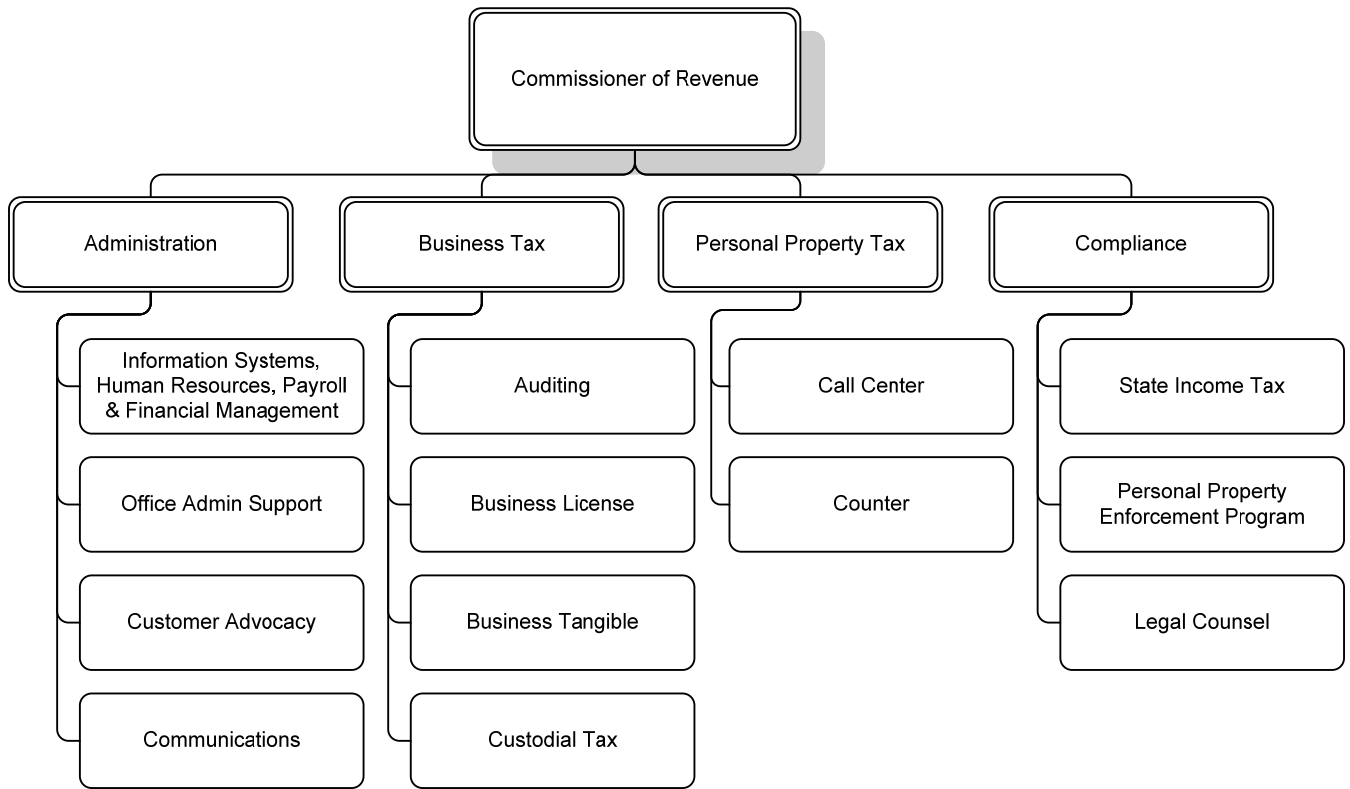 Commissioner of Revenue
Administration
Business Tax
Personal Property Tax
Compliance
Information Systems,
Human Resources, Payroll
& Financial Management
Auditing
Call Center
State Income Tax
Office Admin Support
Business License
Counter
Personal Property
Enforcement Program
Customer Advocacy
Business Tangible
Legal Counsel
Communications
Custodial Tax